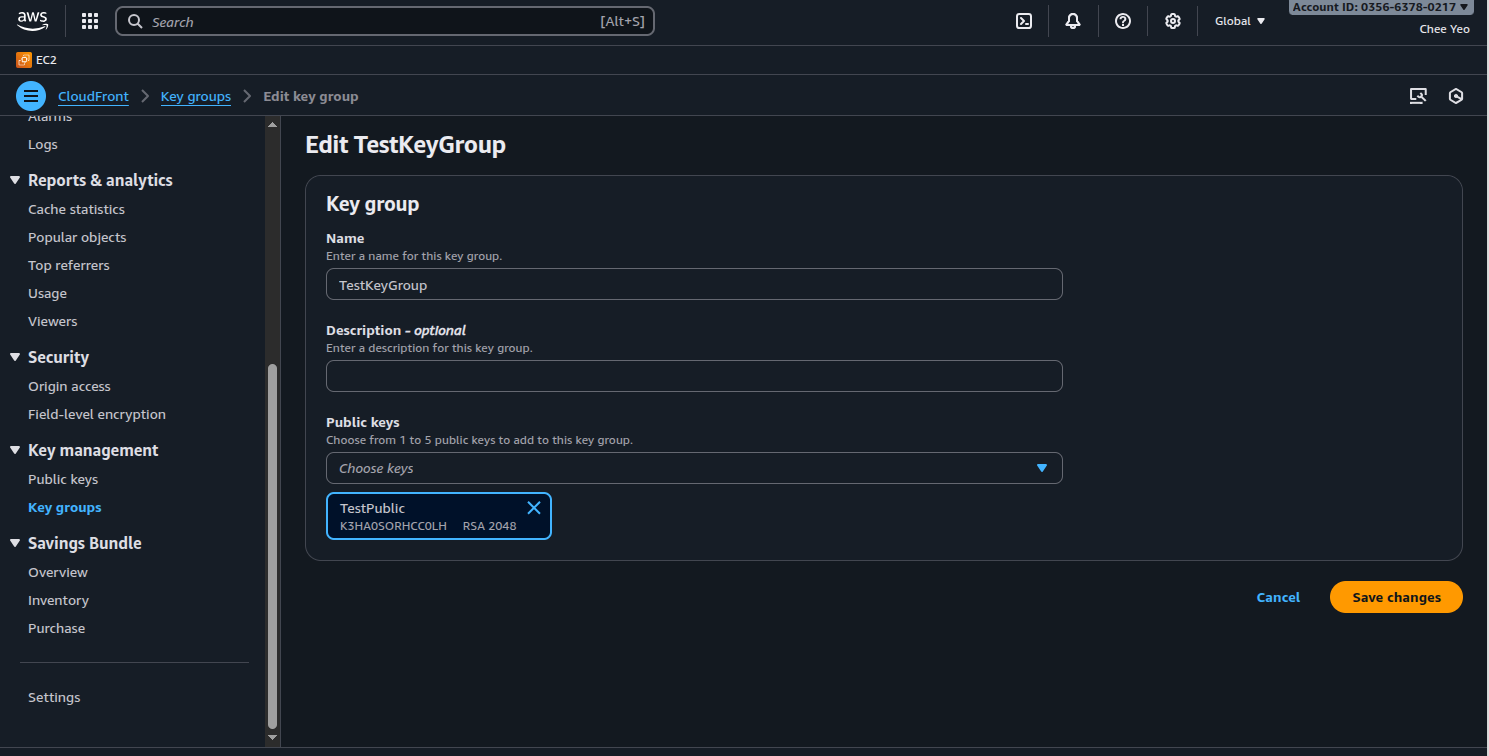 aws
Search [Alt+S]
Global
Account ID: 0356-6378-0217
Chee Yeo
EC2
CloudFront
Key groups
Edit key group
Alarms
Logs
Reports & analytics
Cache statistics
Popular objects
Top referrers
Usage
Viewers
Security
Origin access
Field-level encryption
Key management
Public keys
Key groups
Savings Bundle
Overview
Inventory
Purchase
Settings
Edit TestKeyGroup
Key group
Name
Enter a name for this key group.
TestKeyGroup
Description – optional
Enter a description for this key group.
Public keys
Choose from 1 to 5 public keys to add to this key group.
Choose keys
TestPublic
K3HA0SORHCC0LH RSA 2048
Cancel
Save changes